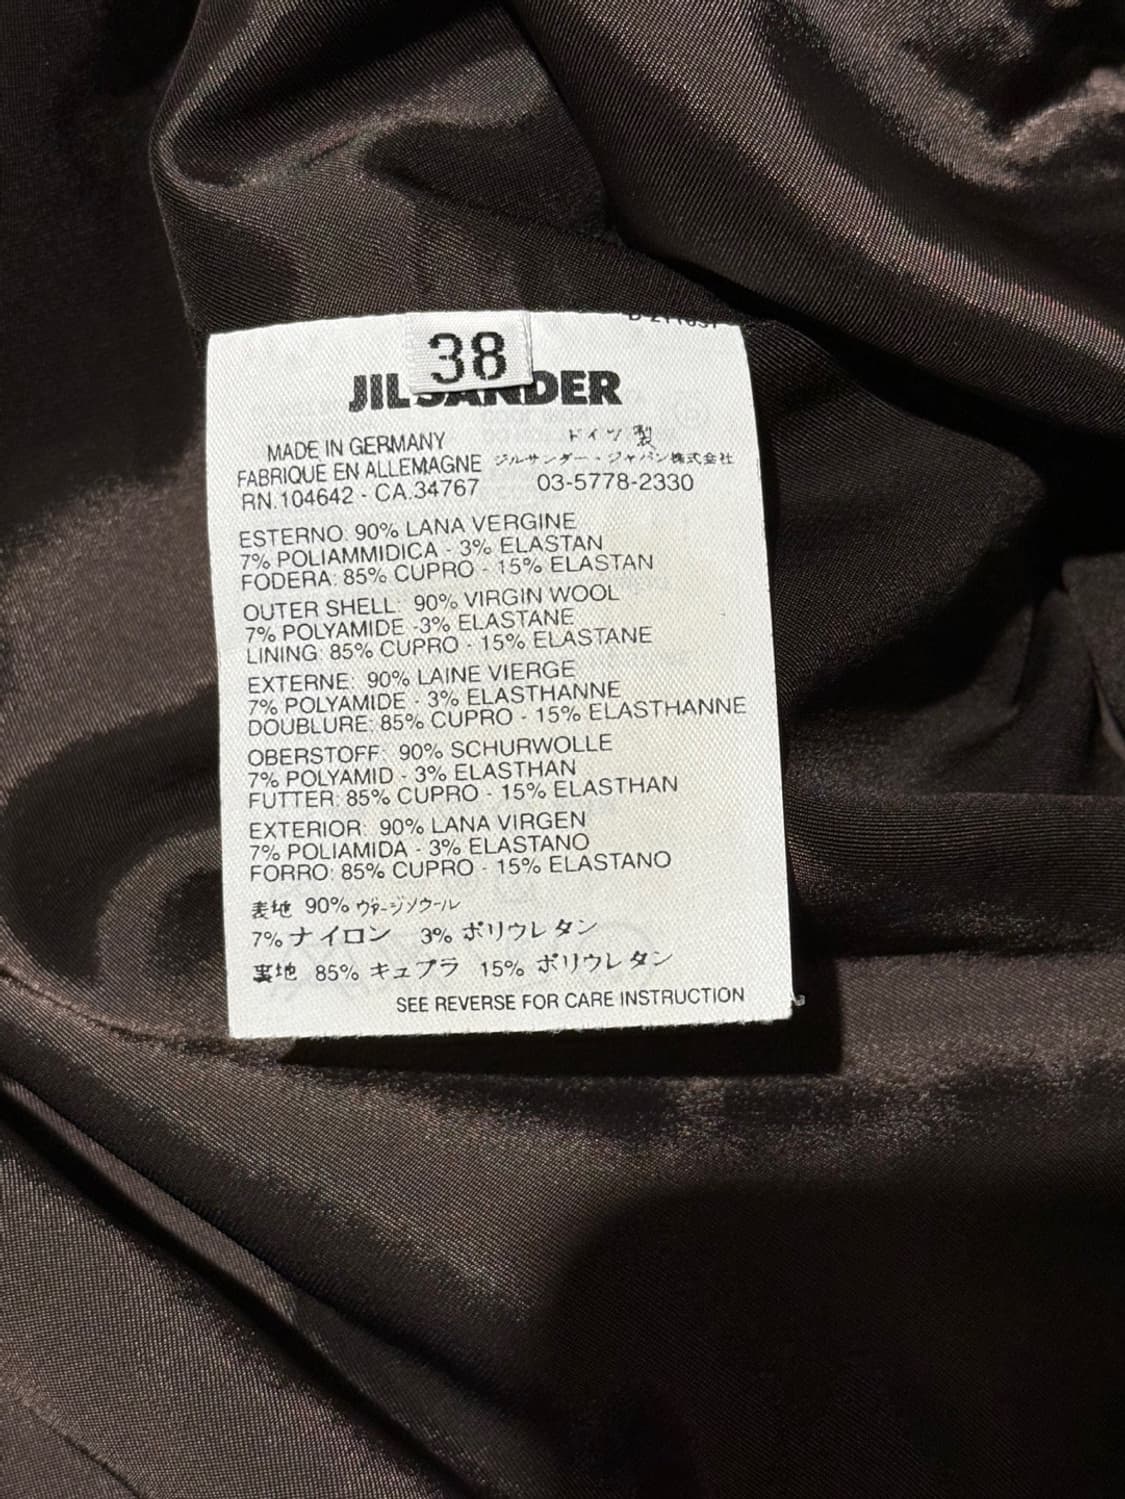 38
JIL SANDER
MADE IN GERMANY
FABRIQUE EN ALLEMAGNE
RN.104642 - CA.34767
ドイツ製
ジルサンダー・ジャパン株式会社
03-5778-2330
ESTERNO: 90% LANA VERGINE
7% POLIAMMIDICA - 3% ELASTAN
FODERA: 85% CUPRO - 15% ELASTAN
OUTER SHELL: 90% VIRGIN WOOL
7% POLYAMIDE -3% ELASTANE
LINING: 85% CUPRO - 15% ELASTANE
EXTERNE: 90% LAINE VIERGE
7% POLYAMIDE - 3% ELASTHANNE
DOUBLURE: 85% CUPRO - 15% ELASTHANNE
OBERSTOFF: 90% SCHURWOLLE
7% POLYAMID - 3% ELASTHAN
FUTTER: 85% CUPRO - 15% ELASTHAN
EXTERIOR: 90% LANA VIRGEN
7% POLIAMIDA - 3% ELASTANO
FORRO: 85% CUPRO - 15% ELASTANO
表地 90% ヴァージンウール
7% ナイロン 3% ポリウレタン
裏地 85% キュプラ 15% ポリウレタン
SEE REVERSE FOR CARE INSTRUCTION